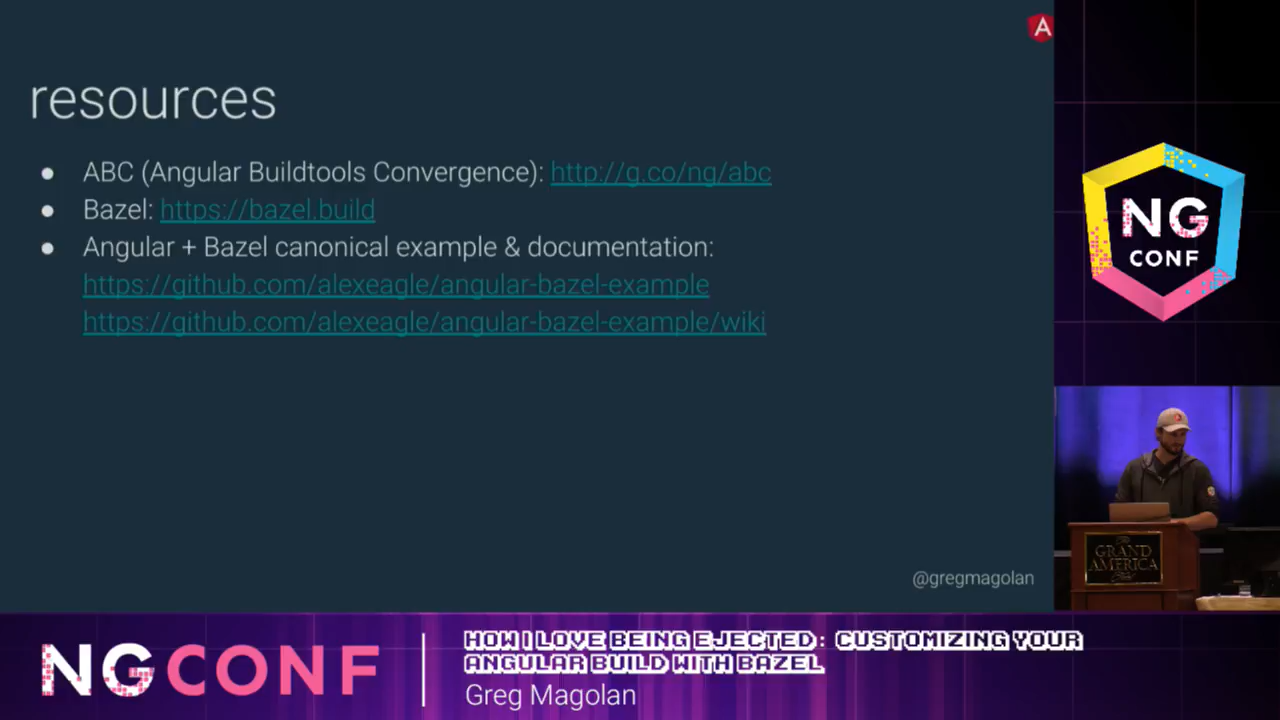 resources
● ABC (Angular Buildtools Convergence): http://g.co/ng/abc
● Bazel: https://bazel.build
● Angular + Bazel canonical example & documentation:
https://github.com/alexeagle/angular-bazel-example
https://github.com/alexeagle/angular-bazel-example/wiki
@gregmagolan
A
NG
CONF
THE
GRAND
AMERICA
NG CONF
HOW I LOVE BEING EJECTED: CUSTOMIZING YOUR
ANGULAR BUILD WITH BAZEL
Greg Magolan